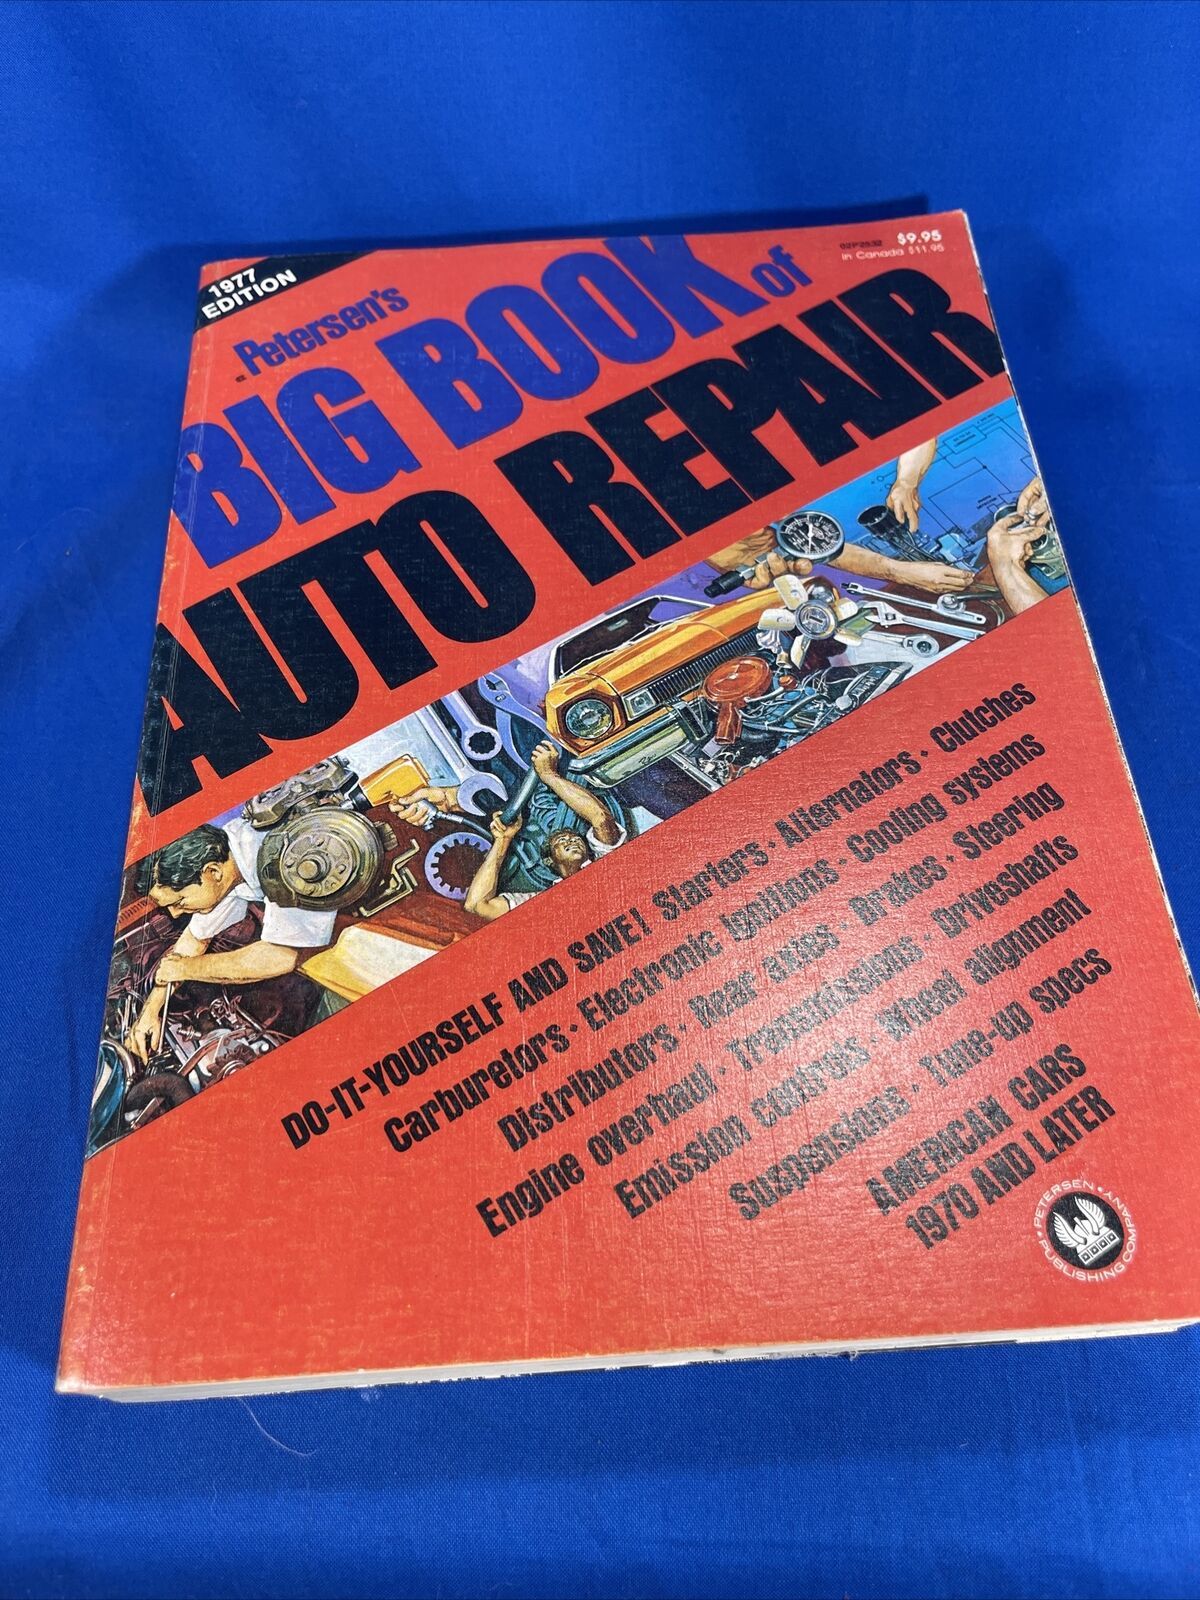 1977
EDITION
Petersen's
BIG BOOK of
AUTO REPAIR
$9.95
in Canada $11.95
DO-IT-YOURSELF AND SAVE! Starters • Alternators • Clutches
Carburetors • Electronic ignitions • Cooling systems
Distributors • Rear axles • Brakes • Steering
Engine overhaul • Transmissions • Driveshafts
Emission controls • Wheel alignment
Suspensions • Tune-up specs
AMERICAN CARS
1970 AND LATER
• PETERSEN • PUBLISHING COMPANY